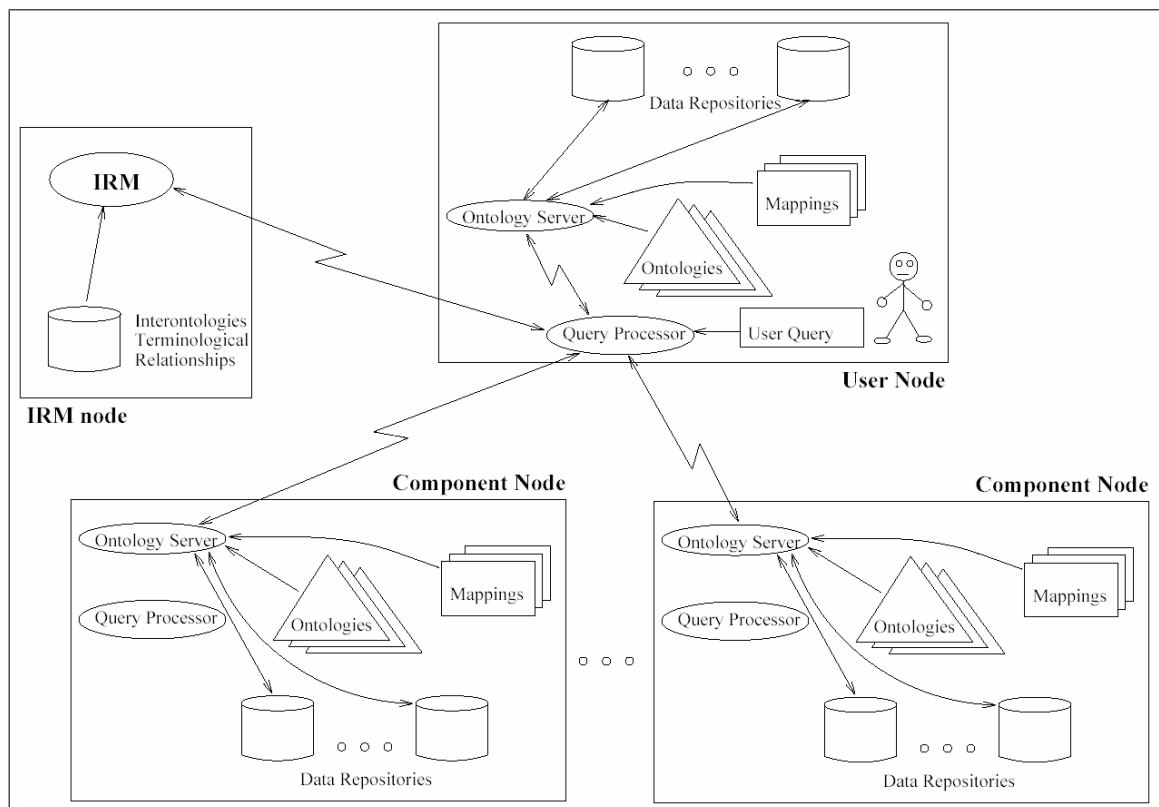 Data Repositories
IRM
Mappings
Ontology Server
Ontologies
Interontologies
Terminological
Relationships
Query Processor
User Query
User Node
IRM node
Component Node
Ontology Server
Mappings
Query Processor
Ontologies
Data Repositories
Component Node
Ontology Server
Mappings
Query Processor
Ontologies
Data Repositories